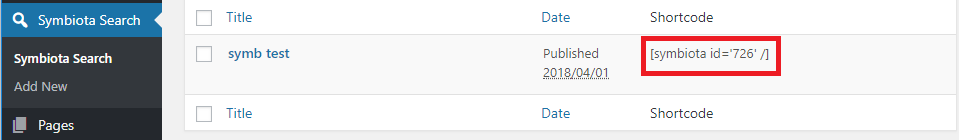 Symbiota Search
Symbiota Search
Add New
Pages
Title Date Shortcode
symb test Published [symbiota id='726' /]
2018/04/01
Title Date Shortcode